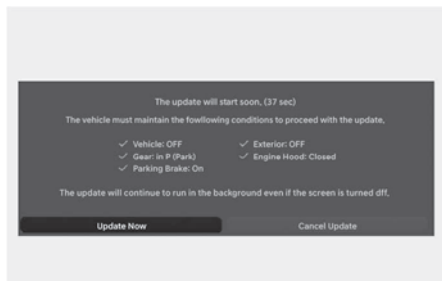 The update will start soon, (37 sec)
The vehicle must maintain the fowlliowing conditions to proceed with the update,
✓ Vehicle: OFF ✓ Exterior: OFF
✓ Gear: in P (Park) ✓ Engine Hood: Closed
✓ Parking Brake: On
The update will continue to run in the background even if the screen is turned dff,
Update Now Cancel Update